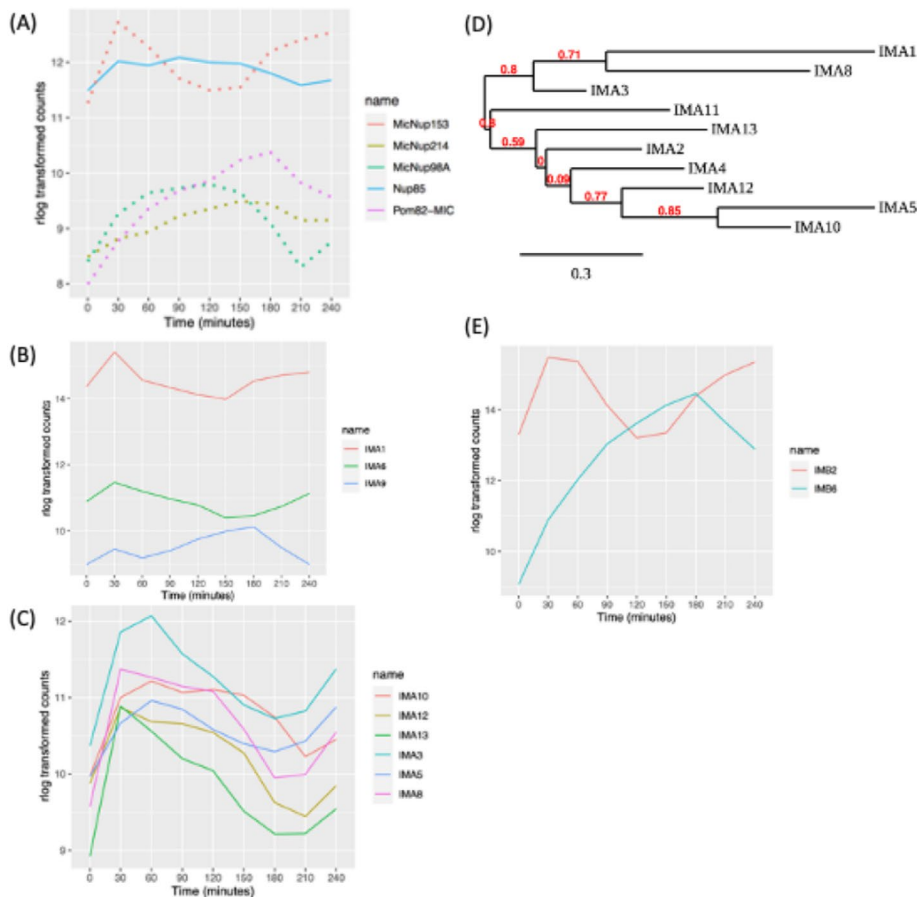 (A)
rlog transformed counts
12
11
10
9
8
0 30 60 90 120 150 180 210 240
Time (minutes)
name
MicNup153
MicNup214
MicNup98A
Nup85
Pom82-MIC
(D)
0.71
0.8
0.8
0.59
0
0.09
0.77
0.85
IMA1
IMA8
IMA3
IMA11
IMA13
IMA2
IMA4
IMA12
IMA5
IMA10
0.3
(B)
rlog transformed counts
14
12
10
0 30 60 90 120 150 180 210 240
Time (minutes)
name
IMA1
IMA6
IMA9
(E)
rlog transformed counts
14
12
10
0 30 60 90 120 150 180 210 240
Time (minutes)
name
IMB2
IMB6
(C)
rlog transformed counts
12
11
10
9
0 30 60 90 120 150 180 210 240
Time (minutes)
name
IMA10
IMA12
IMA13
IMA3
IMA5
IMA8